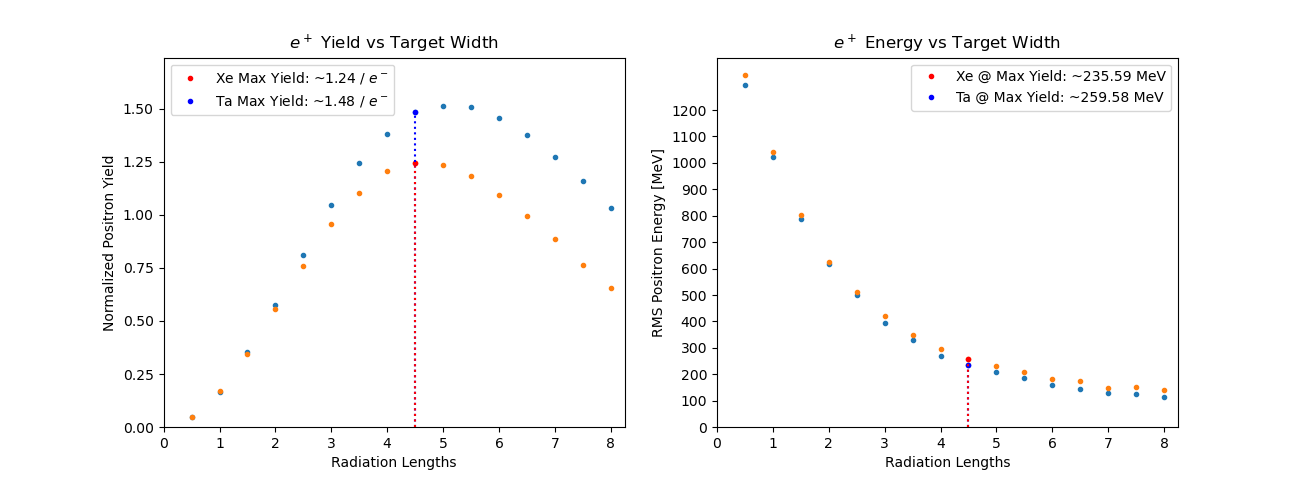 e⁺ Yield vs Target Width
Xe Max Yield: ~1.24 / e⁻
Ta Max Yield: ~1.48 / e⁻
Normalized Positron Yield
1.50
1.25
1.00
0.75
0.50
0.25
0.00
0 1 2 3 4 5 6 7 8
Radiation Lengths
e⁺ Energy vs Target Width
Xe @ Max Yield: ~235.59 MeV
Ta @ Max Yield: ~259.58 MeV
RMS Positron Energy [MeV]
1200
1100
1000
900
800
700
600
500
400
300
200
100
0
0 1 2 3 4 5 6 7 8
Radiation Lengths